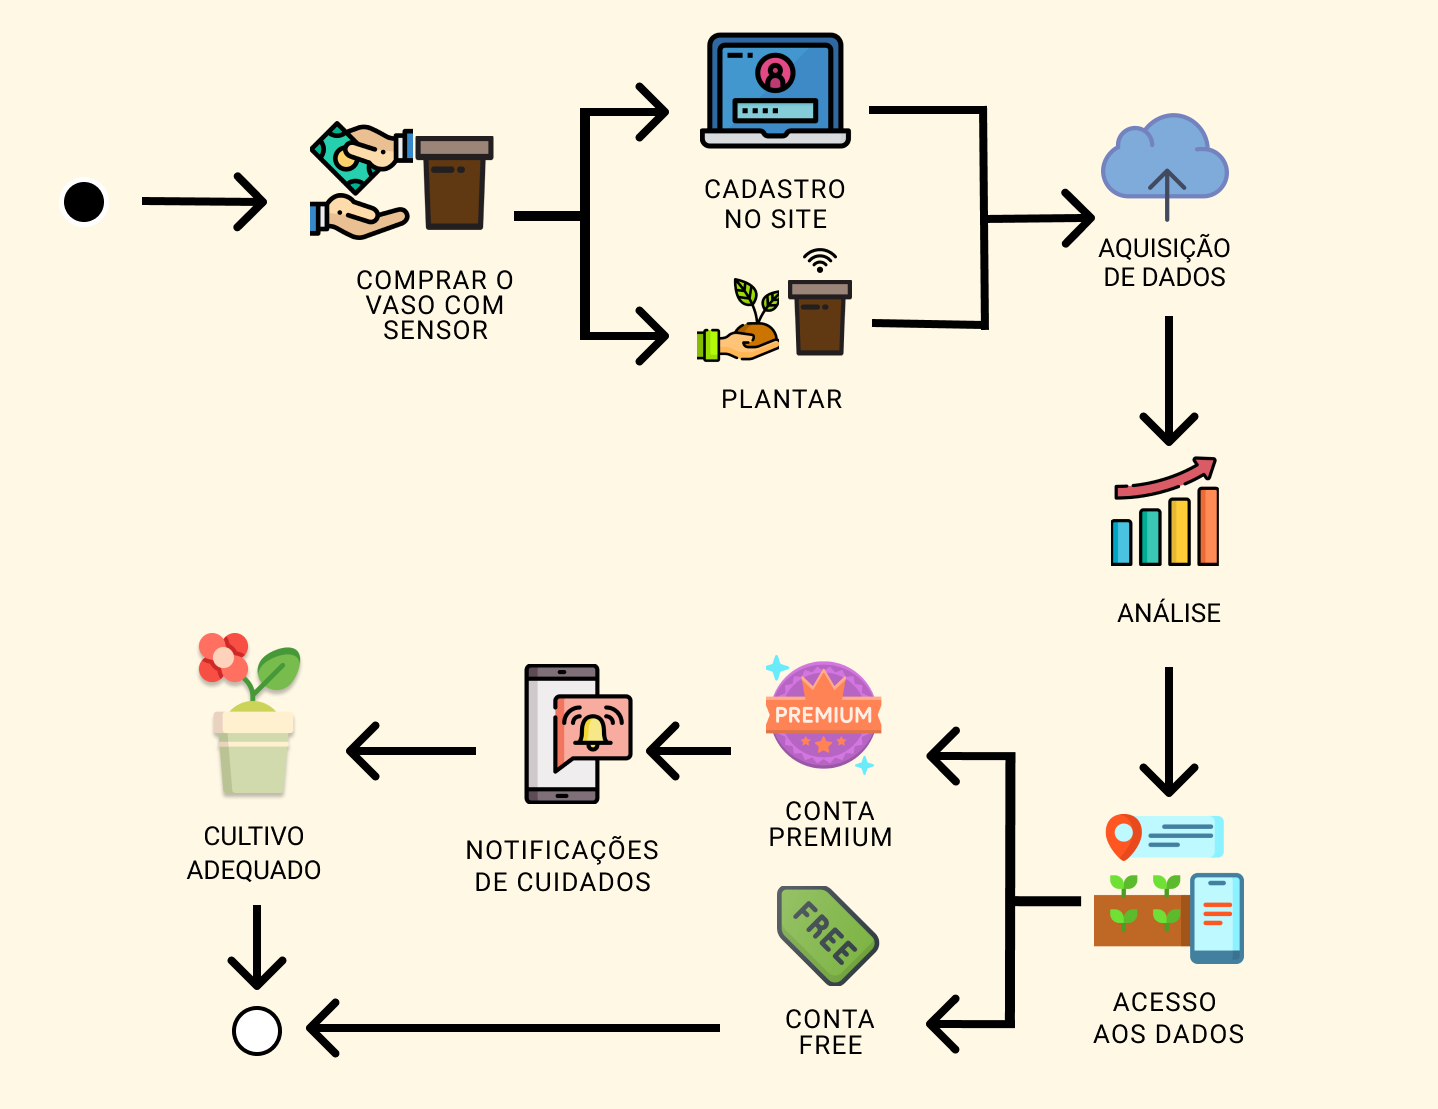 COMPRAR O
VASO COM
SENSOR
CADASTRO
NO SITE
PLANTAR
AQUISIÇÃO
DE DADOS
ANÁLISE
ACESSO
AOS DADOS
PREMIUM
CONTA
PREMIUM
FREE
CONTA
FREE
NOTIFICAÇÕES
DE CUIDADOS
CULTIVO
ADEQUADO